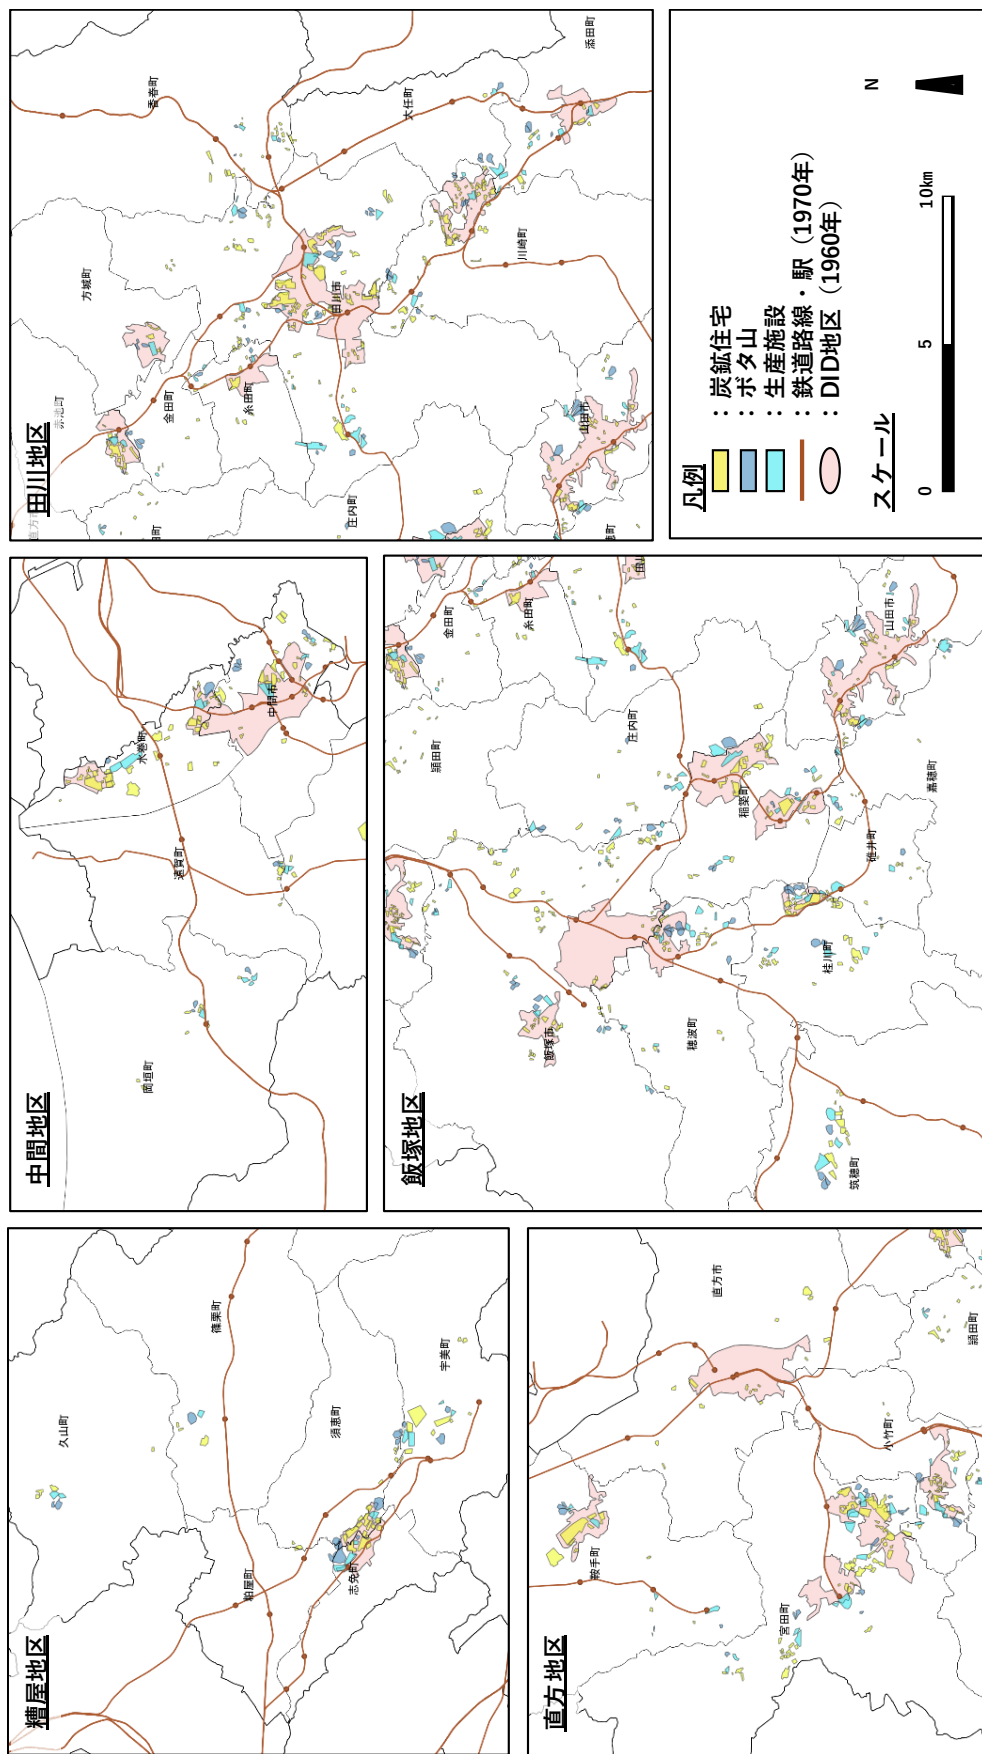 糟屋地区
久山町
篠栗町
粕屋町
須恵町
志免町
宇美町
中間地区
岡垣町
遠賀町
水巻町
中間市
田川地区
直方市
赤池町
方城町
香春町
金田町
糸田町
田川市
大任町
添田町
庄内町
川崎町
山田市
穂町
田町
直方地区
鞍手町
直方市
宮田町
小竹町
頴田町
飯塚地区
頴田町
金田町
糸田町
庄内町
飯塚市
穂波町
稲築町
山田市
筑穂町
桂川町
碓井町
嘉穂町
凡例
：炭鉱住宅
：ボタ山
：生産施設
：鉄道路線・駅（1970年）
：DID地区（1960年）
スケール
0
5
10km
N